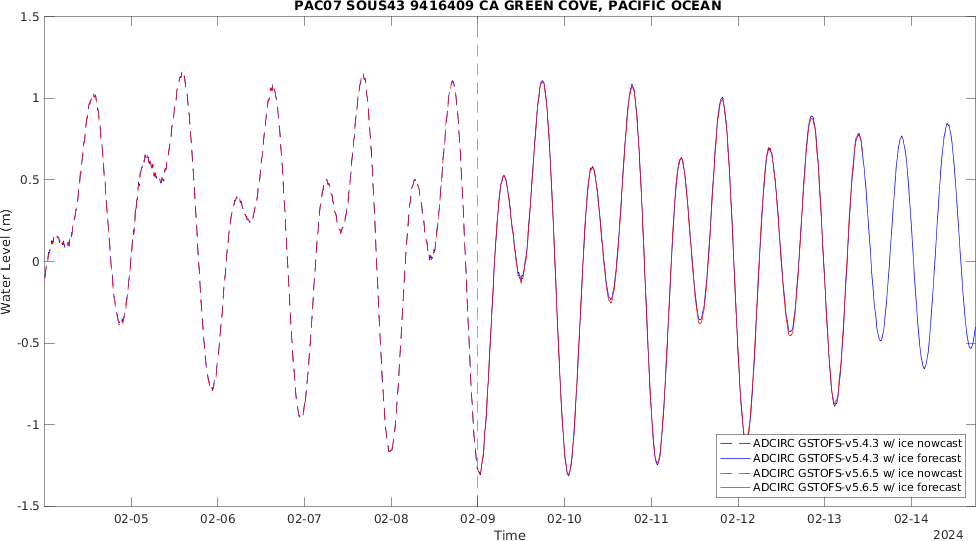 PAC07 SOUS43 9416409 CA GREEN COVE, PACIFIC OCEAN
1.5
1
0.5
0
-0.5
-1
-1.5
Water Level (m)
ADCIRC GSTOFS-v5.4.3 w/ ice nowcast
ADCIRC GSTOFS-v5.4.3 w/ ice forecast
ADCIRC GSTOFS-v5.6.5 w/ ice nowcast
ADCIRC GSTOFS-v5.6.5 w/ ice forecast
02-05 02-06 02-07 02-08 02-09 02-10 02-11 02-12 02-13 02-14
Time
2024